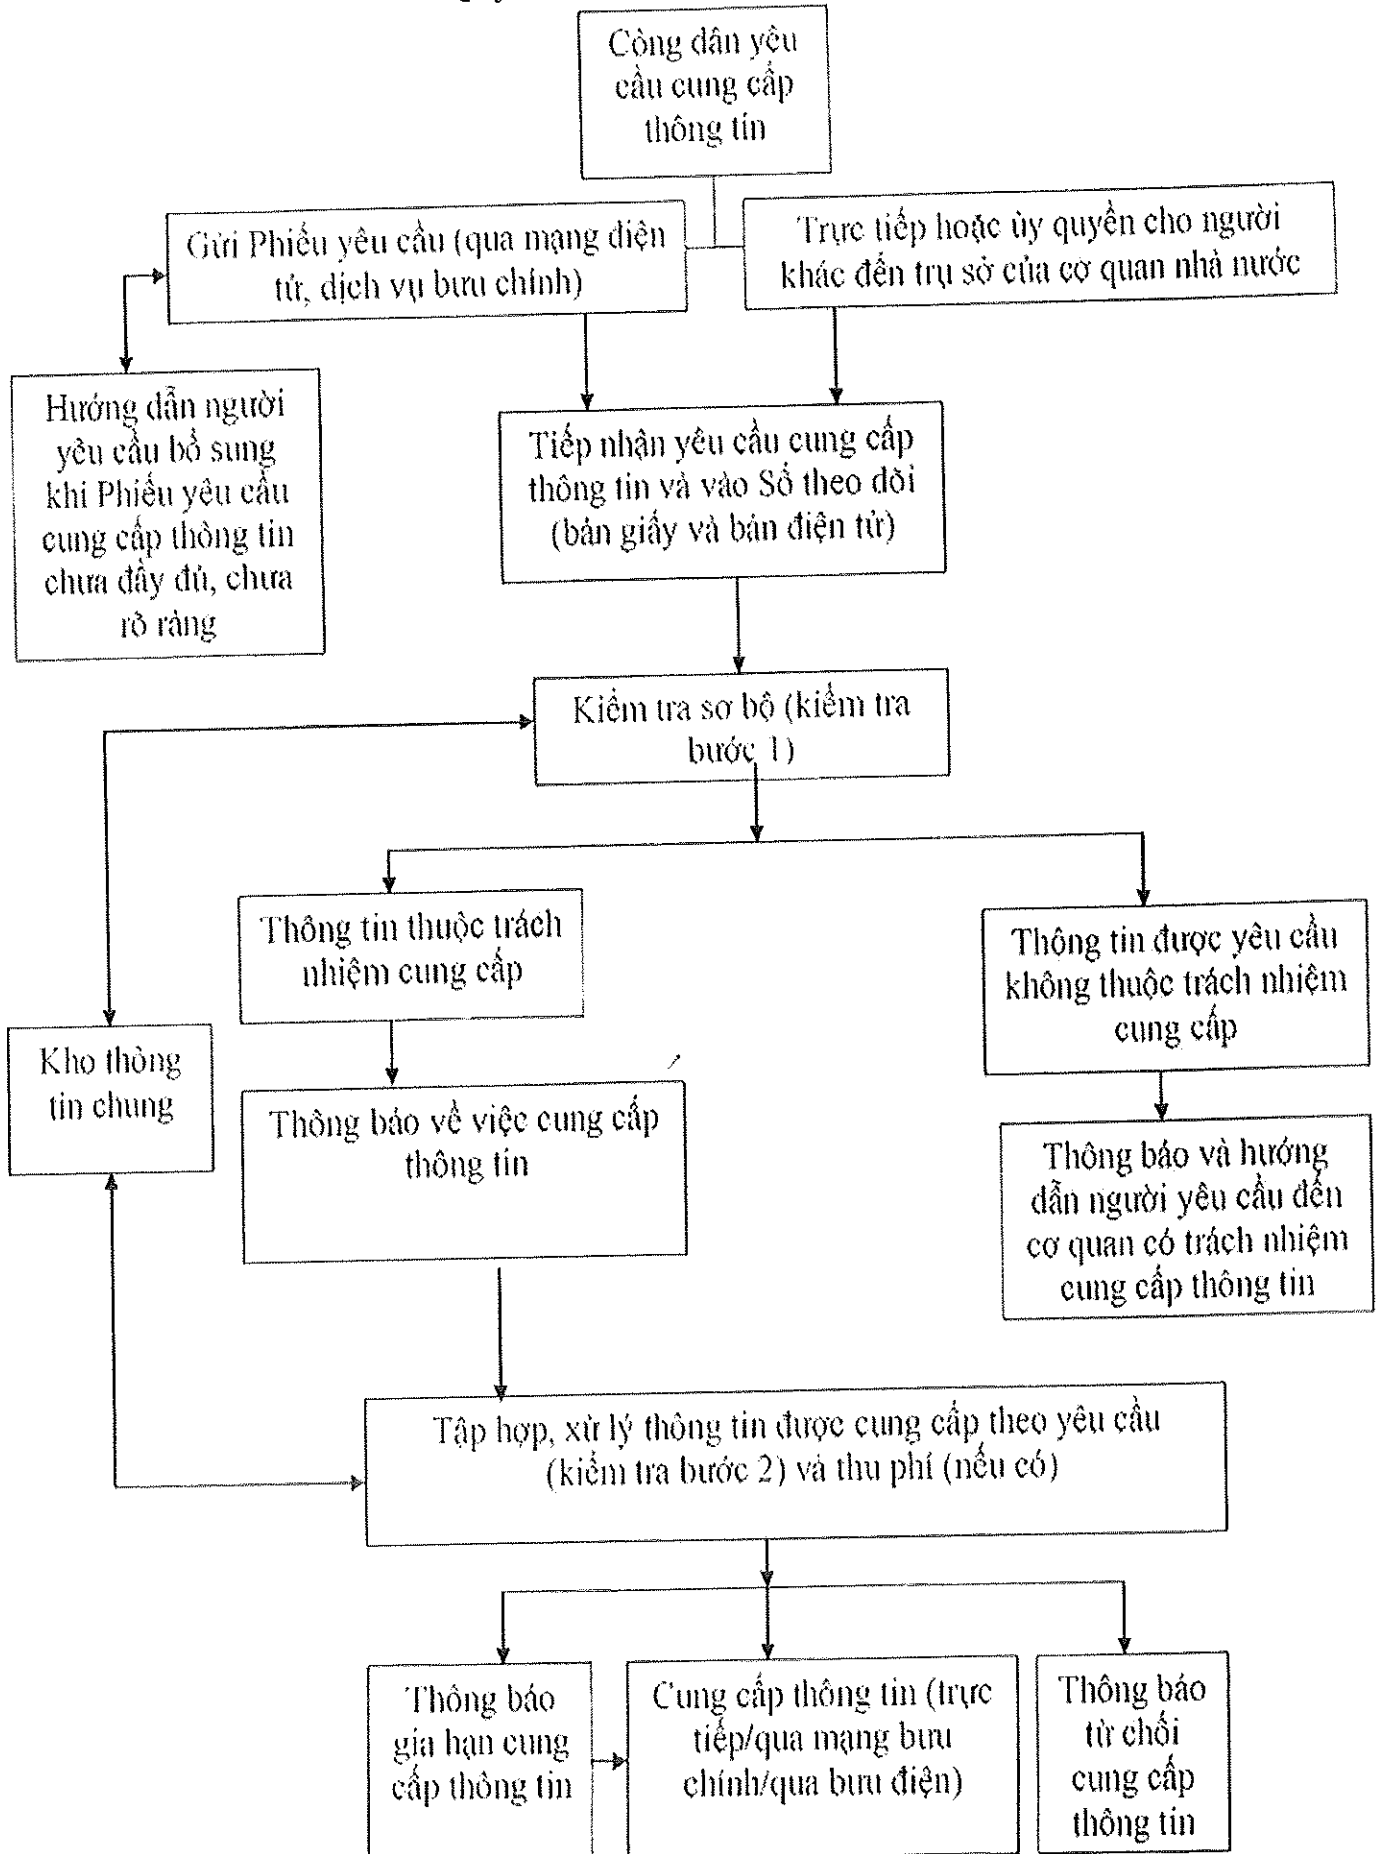 Công dân yêu
cầu cung cấp
thông tin
Gửi Phiếu yêu cầu (qua mạng điện
tử, dịch vụ bưu chính)
Trực tiếp hoặc ủy quyền cho người
khác đến trụ sở của cơ quan nhà nước
Hướng dẫn người
yêu cầu bổ sung
khi Phiếu yêu cầu
cung cấp thông tin
chưa đầy đủ, chưa
rõ ràng
Tiếp nhận yêu cầu cung cấp
thông tin và vào Sổ theo dõi
(bản giấy và bản điện tử)
Kiểm tra sơ bộ (kiểm tra
bước 1)
Thông tin thuộc trách
nhiệm cung cấp
Thông tin được yêu cầu
không thuộc trách nhiệm
cung cấp
Kho thông
tin chung
Thông báo về việc cung cấp
thông tin
Thông báo và hướng
dẫn người yêu cầu đến
cơ quan có trách nhiệm
cung cấp thông tin
Tập hợp, xử lý thông tin được cung cấp theo yêu cầu
(kiểm tra bước 2) và thu phí (nếu có)
Thông báo
gia hạn cung
cấp thông tin
Cung cấp thông tin (trực
tiếp/qua mạng bưu
chính/qua bưu điện)
Thông báo
từ chối
cung cấp
thông tin